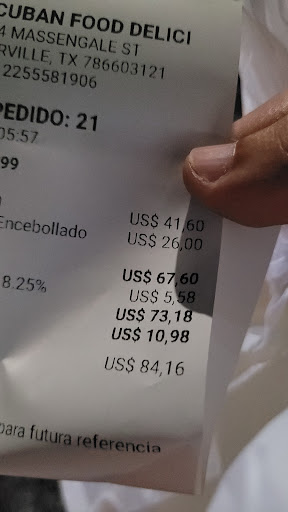 CUBAN FOOD DELICI
4 MASSENGALE ST
RVILLE, TX 786603121
2255581906
PEDIDO: 21
05:57
99
US$ 41,60
Encebollado US$ 26,00
US$ 67,60
8.25% US$ 5,58
US$ 73,18
US$ 10,98
US$ 84,16
para futura referencia